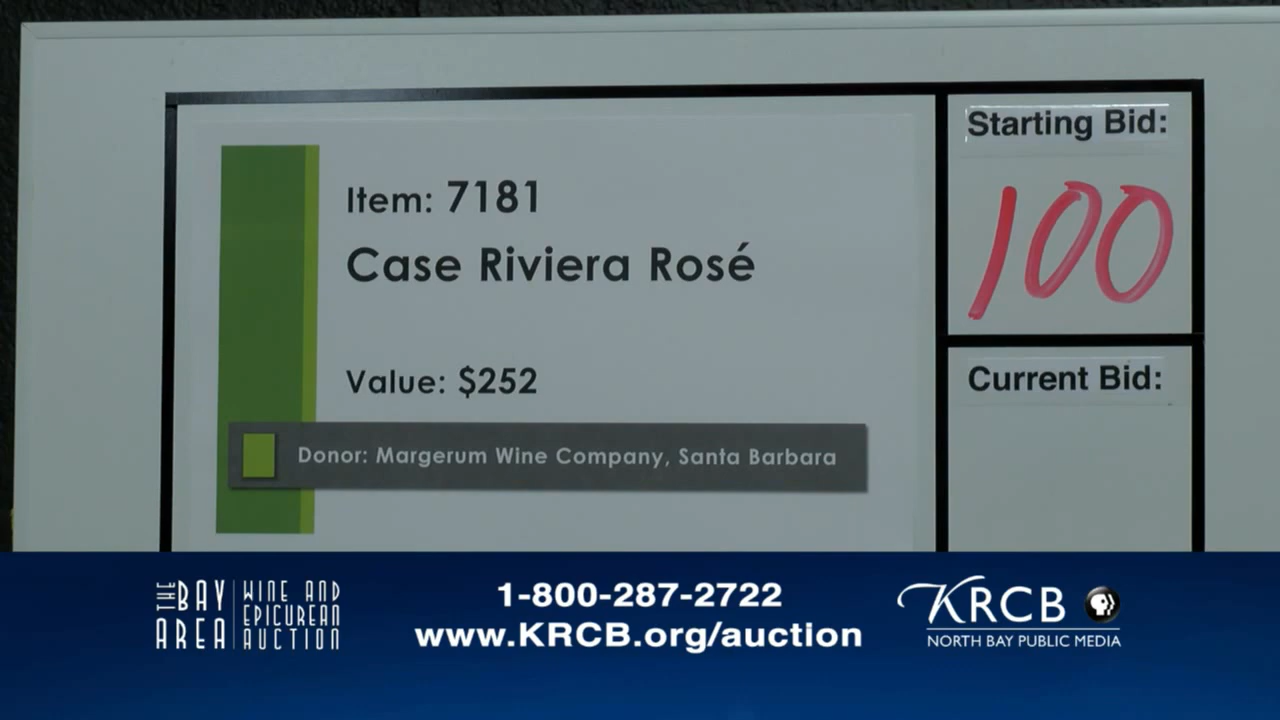 Item: 7181
Case Riviera Rosé
Value: $252
Donor: Margerum Wine Company, Santa Barbara
Starting Bid:
100
Current Bid:
THE BAY AREA
WINE AND
EPICUREAN
AUCTION
1-800-287-2722
www.KRCB.org/auction
KRCB
NORTH BAY PUBLIC MEDIA